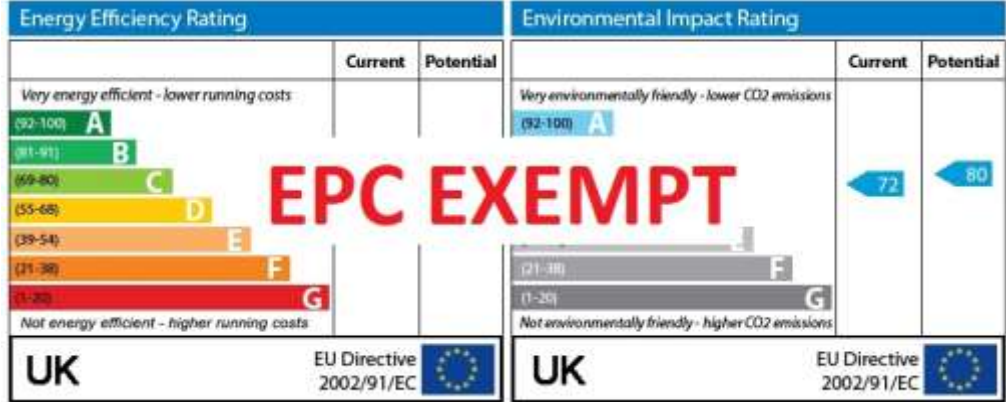 Energy Efficiency Rating
Current Potential
Very energy efficient - lower running costs
(92-100) A
(81-91) B
(69-80) C
(55-68) D
(39-54) E
(21-38) F
(1-20) G
Not energy efficient - higher running costs
UK
EU Directive
2002/91/EC
Environmental Impact Rating
Current Potential
Very environmentally friendly - lower CO2 emissions
(92-100) A
EPC EXEMPT
72
80
(21-38) F
(1-20) G
Not environmentally friendly - higher CO2 emissions
UK
EU Directive
2002/91/EC